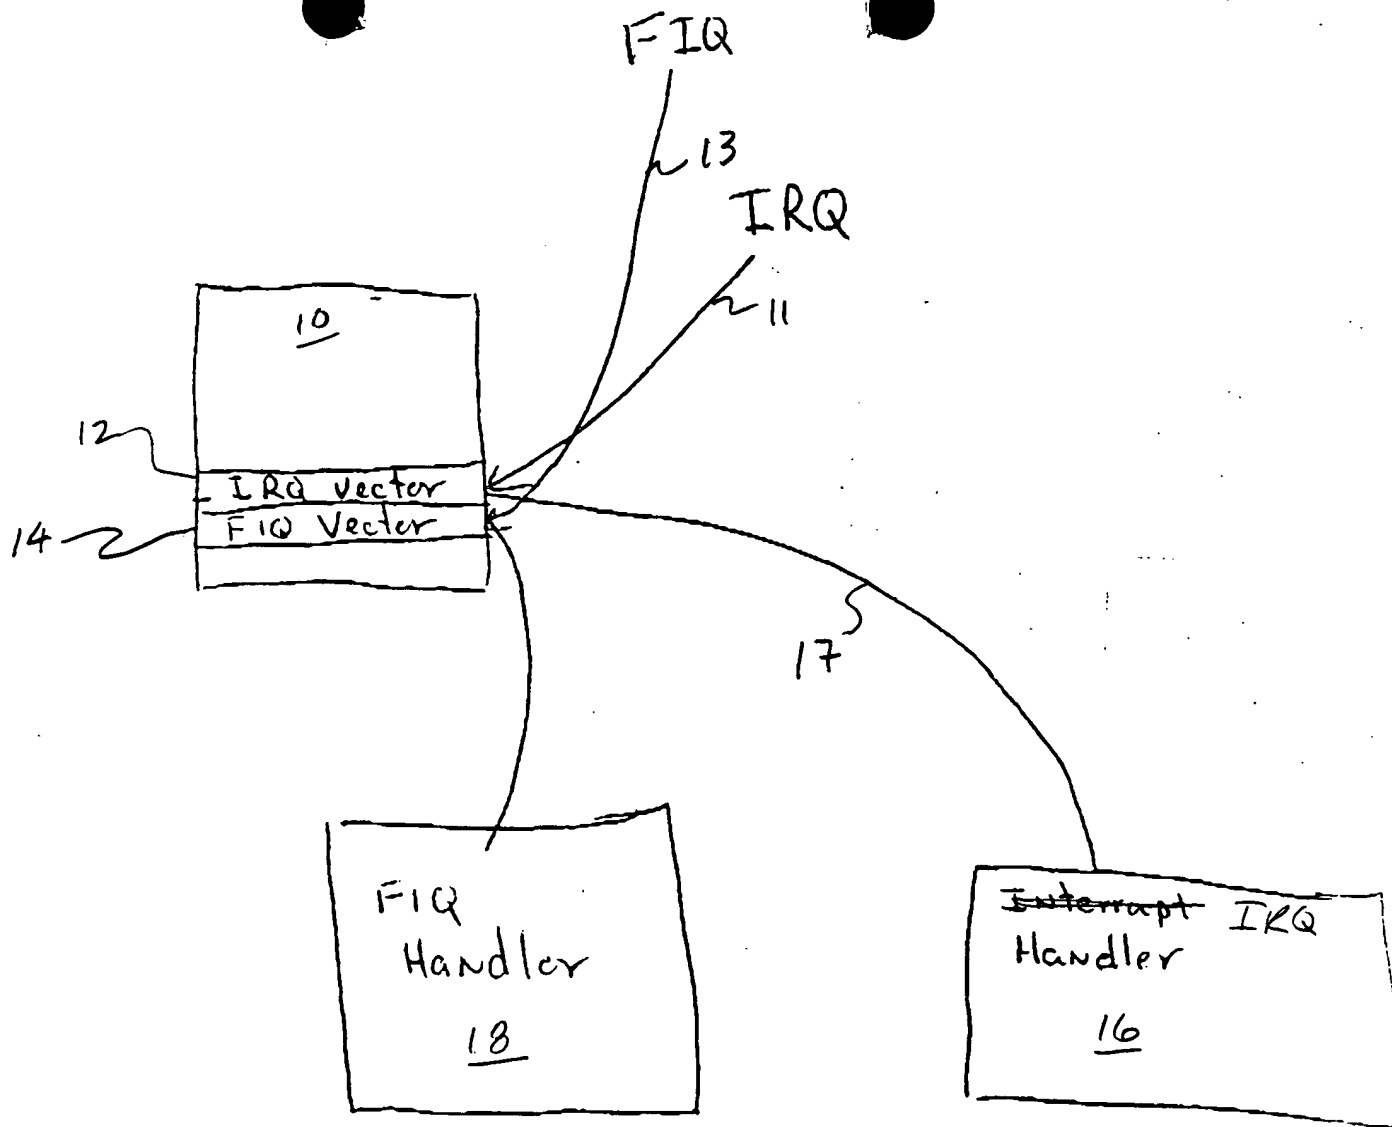 FIQ
13
IRQ
11
10
12
IRQ Vector
14
FIQ Vector
17
FIQ
Handler
18
Interrupt IRQ
Handler
16